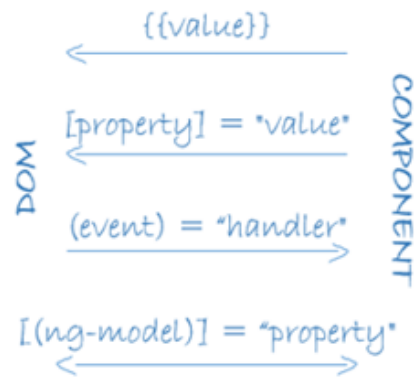 {{value}}
[property] = "value"
DOM
COMPONENT
(event) = "handler"
[(ng-model)] = "property"